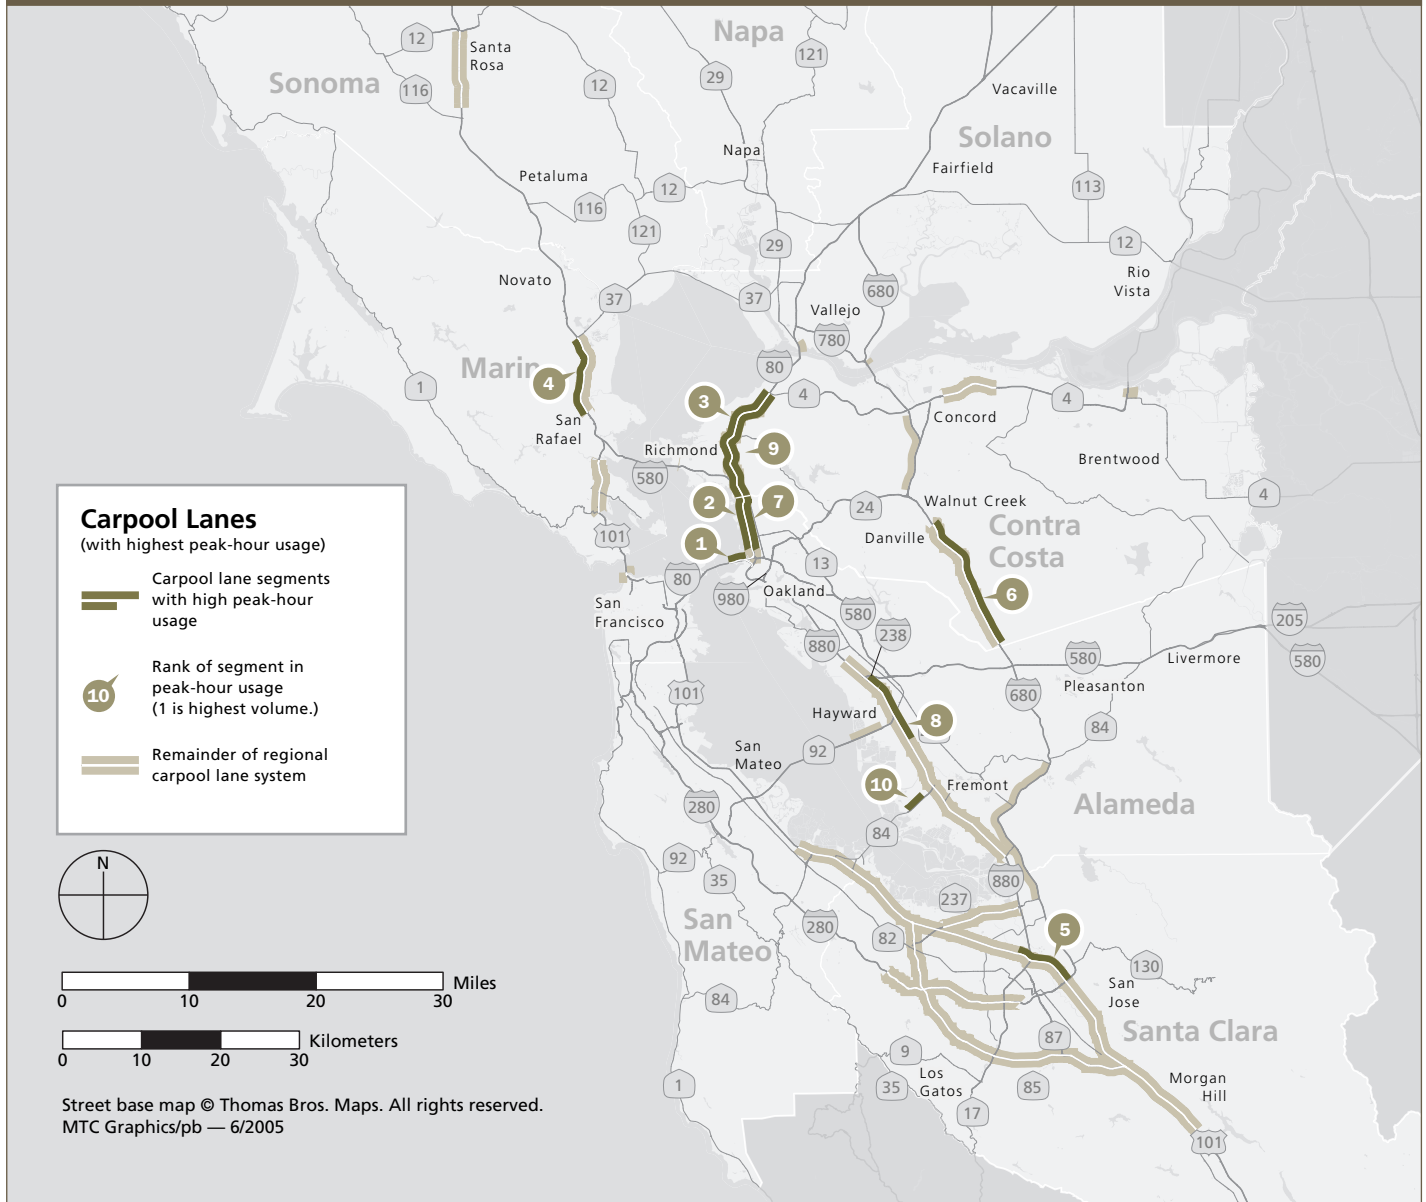 Napa
12
Santa
Rosa
121
29
Sonoma
116
12
Vacaville
Solano
Napa
Fairfield
Petaluma
12
113
116
121
29
12
Novato
Rio
Vista
680
37
37
Vallejo
780
Marin
80
4
1
4
4
3
San
Rafael
Concord
Richmond
9
Brentwood
580
2
7
24
Walnut Creek
4
Contra
Costa
101
1
Danville
13
80
980
Oakland
6
San
Francisco
580
205
238
880
580
Livermore
580
101
680
Pleasanton
Hayward
8
84
San
Mateo
92
10
Fremont
280
Alameda
84
92
35
880
237
San
Mateo
280
82
5
130
San
Jose
84
87
Santa Clara
9
Los
Gatos
35
85
Morgan
Hill
1
17
101
Carpool Lanes
(with highest peak-hour usage)
Carpool lane segments
with high peak-hour
usage
10
Rank of segment in
peak-hour usage
(1 is highest volume.)
Remainder of regional
carpool lane system
N
Miles
0 10 20 30
Kilometers
0 10 20 30
Street base map © Thomas Bros. Maps. All rights reserved.
MTC Graphics/pb — 6/2005